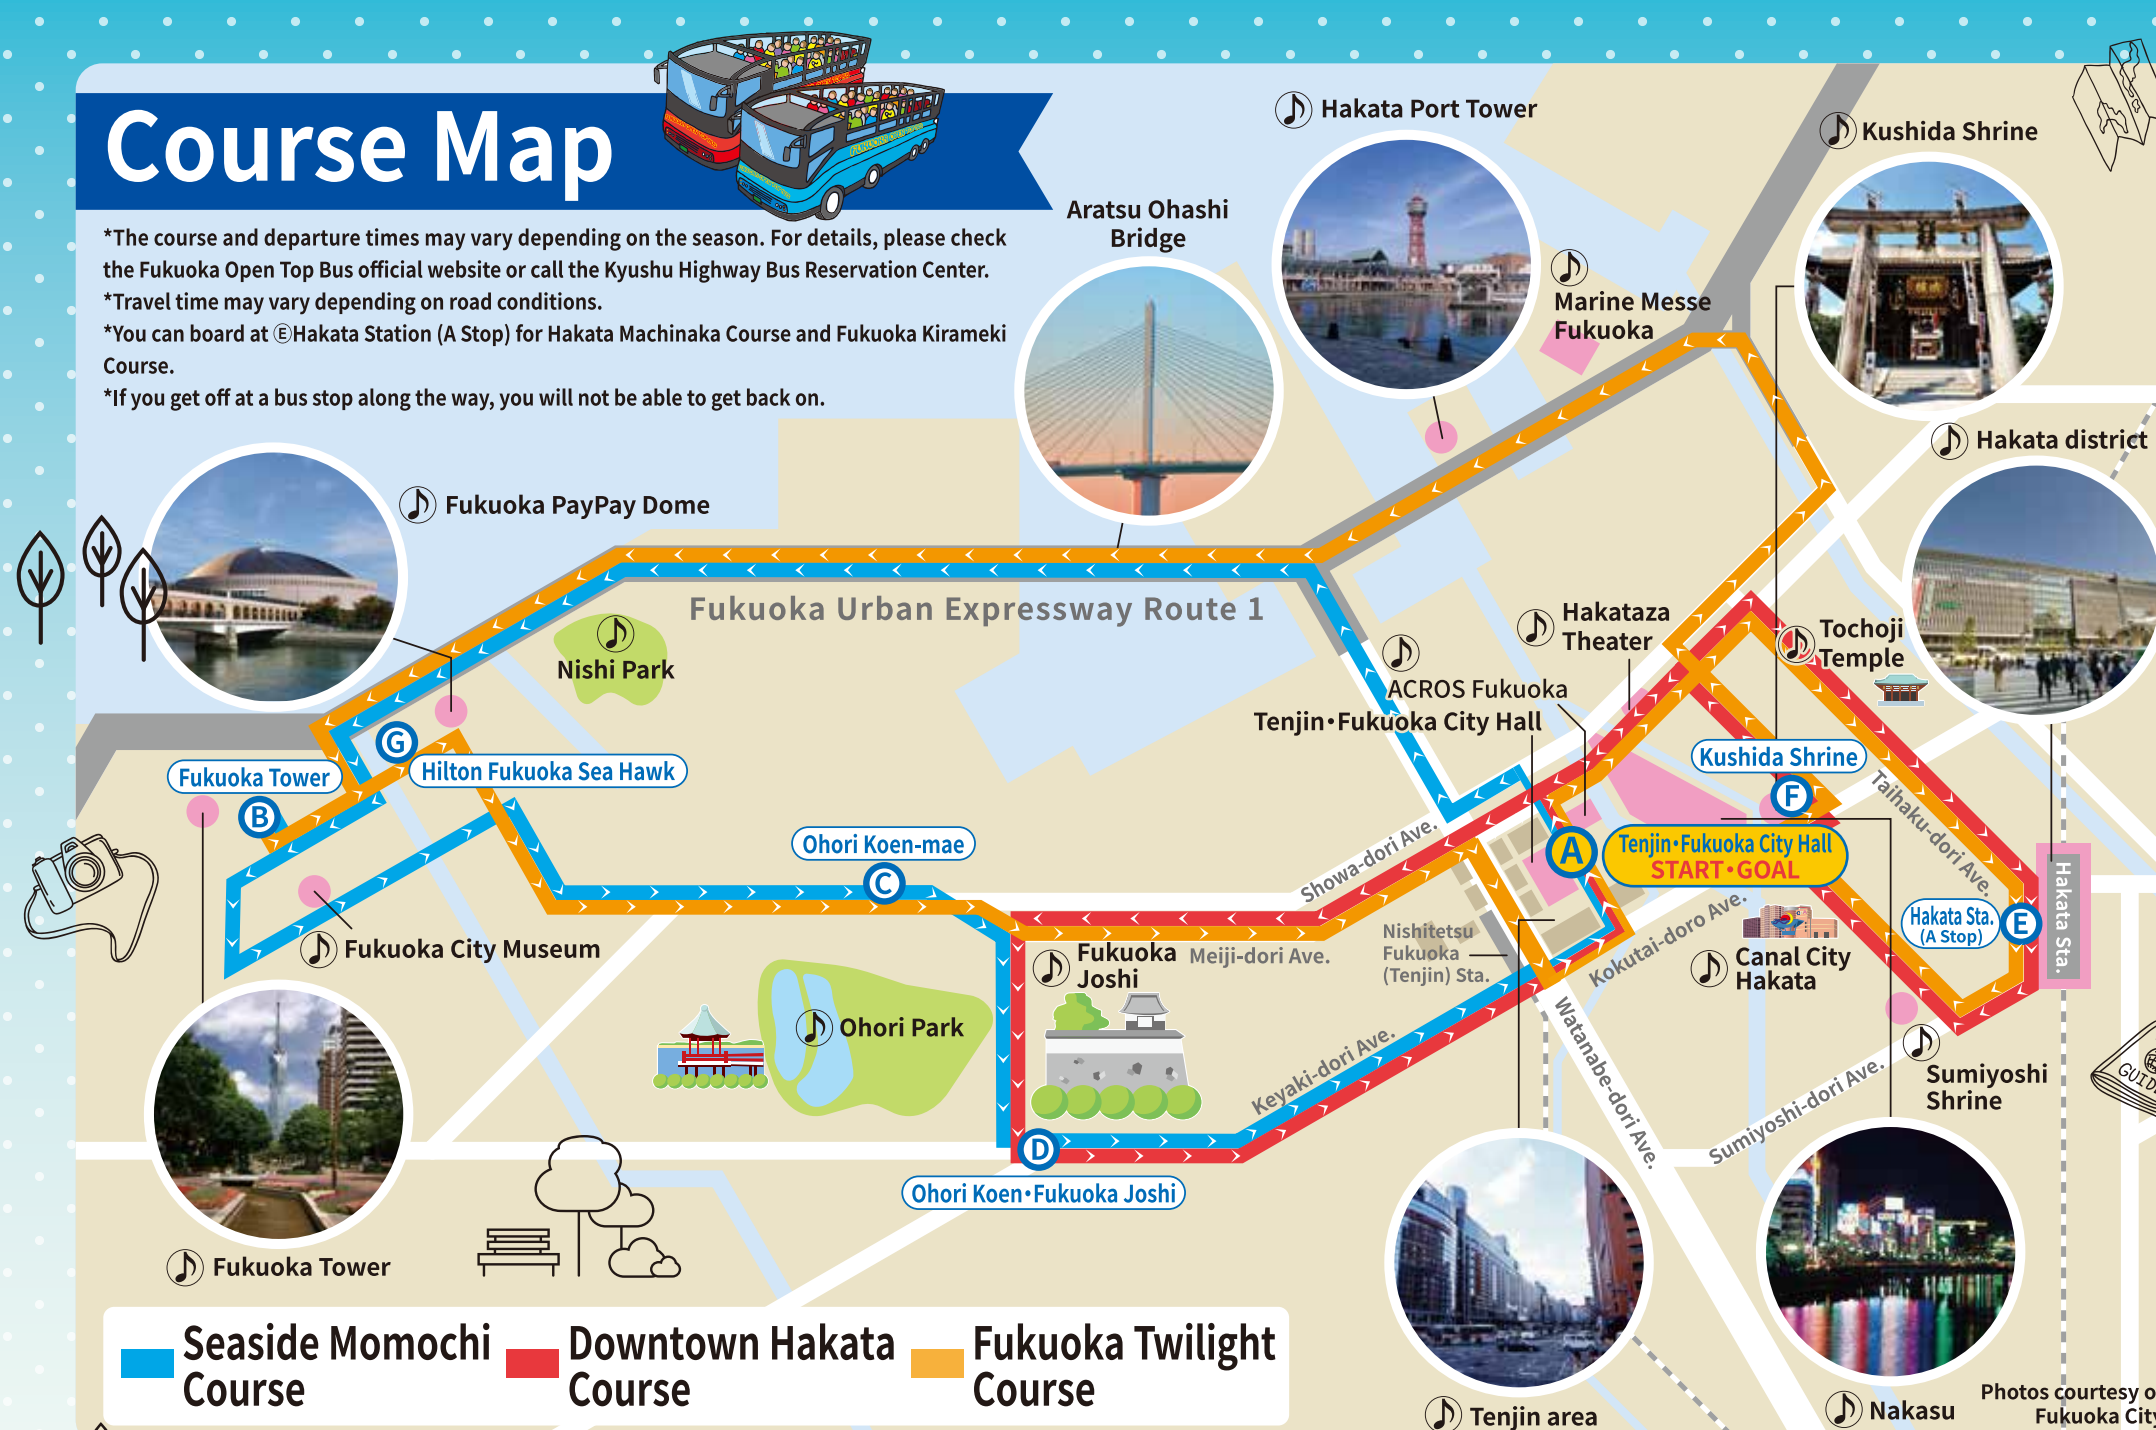 Course Map
*The course and departure times may vary depending on the season. For details, please check
the Fukuoka Open Top Bus official website or call the Kyushu Highway Bus Reservation Center.
*Travel time may vary depending on road conditions.
*You can board at ⒺHakata Station (A Stop) for Hakata Machinaka Course and Fukuoka Kirameki
Course.
*If you get off at a bus stop along the way, you will not be able to get back on.
Aratsu Ohashi
Bridge
Hakata Port Tower
Kushida Shrine
Marine Messe
Fukuoka
Hakata district
Fukuoka PayPay Dome
Fukuoka Urban Expressway Route 1
Nishi Park
Hakataza
Theater
Tochoji
Temple
ACROS Fukuoka
Tenjin・Fukuoka City Hall
G
Hilton Fukuoka Sea Hawk
Fukuoka Tower
B
Kushida Shrine
F
Taihaku-dori Ave.
Ohori Koen-mae
C
Showa-dori Ave.
A
Tenjin・Fukuoka City Hall
START・GOAL
Hakata Sta.
Hakata Sta.
(A Stop)
E
Fukuoka City Museum
Fukuoka
Joshi
Meiji-dori Ave.
Nishitetsu
Fukuoka
(Tenjin) Sta.
Kokutai-doro Ave.
Canal City
Hakata
Ohori Park
Keyaki-dori Ave.
Watanabe-dori Ave.
Sumiyoshi-dori Ave.
Sumiyoshi
Shrine
GUID
D
Ohori Koen・Fukuoka Joshi
Fukuoka Tower
Seaside Momochi
Course
Downtown Hakata
Course
Fukuoka Twilight
Course
Tenjin area
Nakasu
Photos courtesy o
Fukuoka City